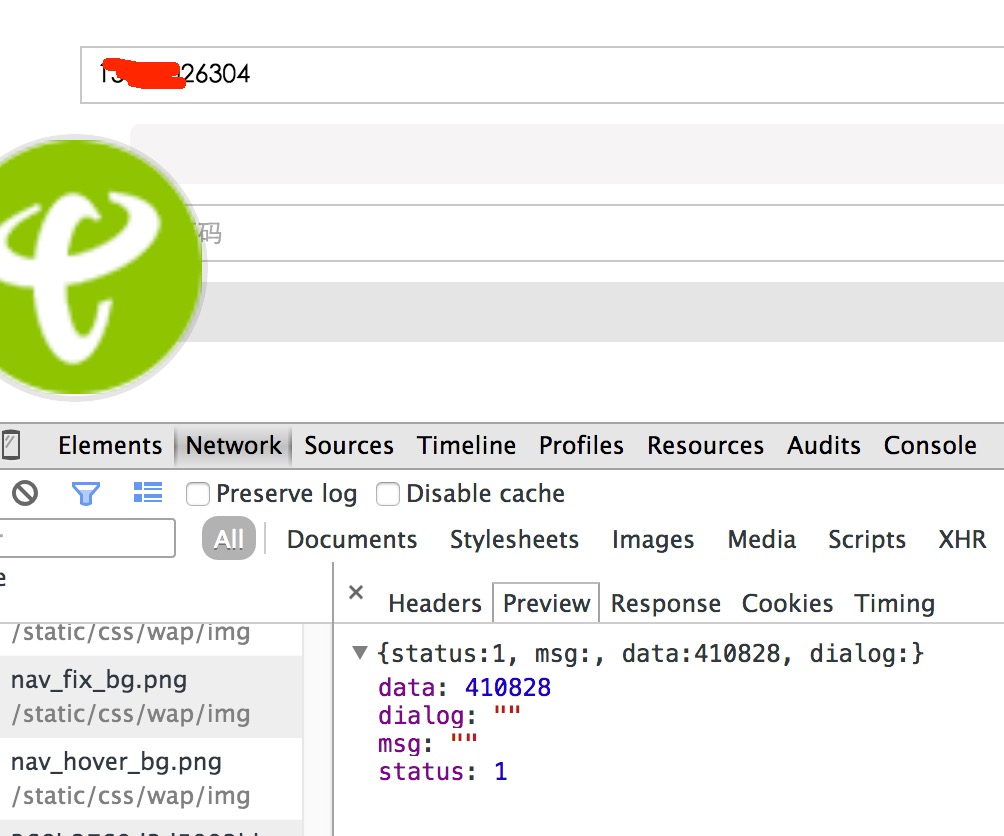 26304
码
Elements Network Sources Timeline Profiles Resources Audits Console
Preserve log Disable cache
All Documents Stylesheets Images Media Scripts XHR
× Headers Preview Response Cookies Timing
/static/css/wap/img
nav_fix_bg.png
/static/css/wap/img
nav_hover_bg.png
/static/css/wap/img
▼ {status:1, msg:, data:410828, dialog:}
data: 410828
dialog: ""
msg: ""
status: 1